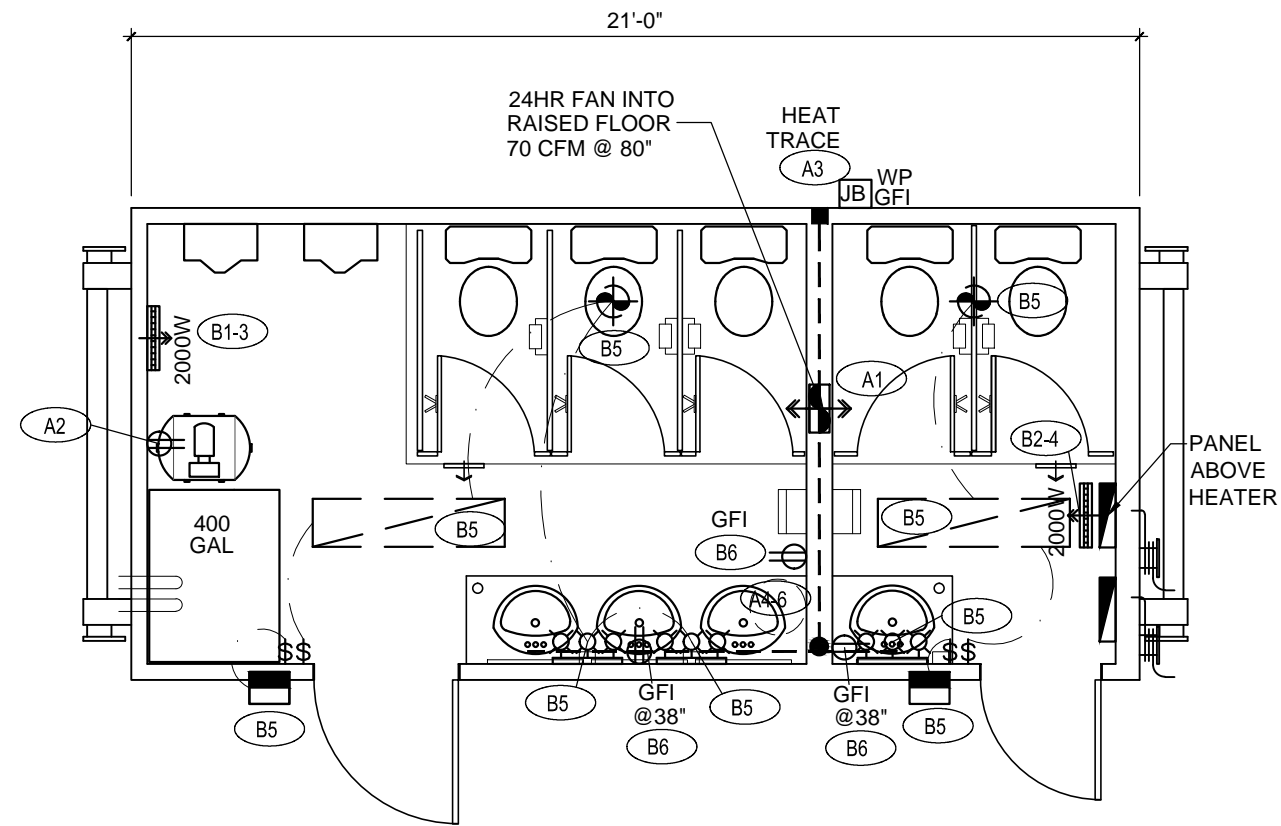 21'-0"
24HR FAN INTO
RAISED FLOOR
70 CFM @ 80"
HEAT
TRACE
A3
JB
WP
GFI
B1-3
2000W
B5
B5
A1
A2
B2-4
PANEL
ABOVE
HEATER
2000W
400
GAL
B5
B5
GFI
B6
A4-6
B5
$$
$$
B5
B5
GFI
@38"
B6
B5
GFI
@38"
B6
B5